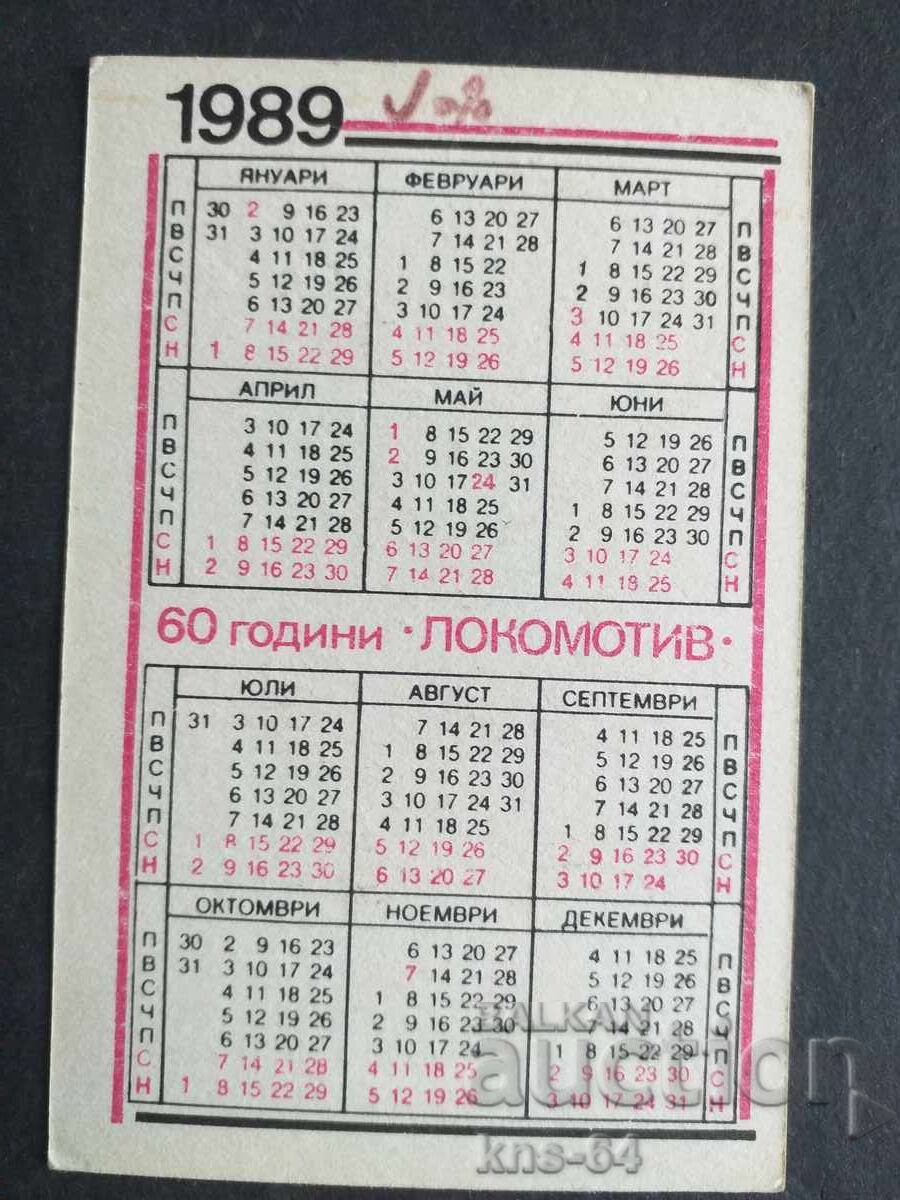 1989
ЯНУАРИ ФЕВРУАРИ МАРТ
П 30 2 9 16 23 6 13 20 27 6 13 20 27 П
В 31 3 10 17 24 7 14 21 28 7 14 21 28 В
С 4 11 18 25 1 8 15 22 1 8 15 22 29 С
Ч 5 12 19 26 2 9 16 23 2 9 16 23 30 Ч
П 6 13 20 27 3 10 17 24 3 10 17 24 31 П
С 7 14 21 28 4 11 18 25 4 11 18 25 С
Н 1 8 15 22 29 5 12 19 26 5 12 19 26 Н
АПРИЛ МАЙ ЮНИ
П 3 10 17 24 1 8 15 22 29 5 12 19 26 П
В 4 11 18 25 2 9 16 23 30 6 13 20 27 В
С 5 12 19 26 3 10 17 24 31 7 14 21 28 С
Ч 6 13 20 27 4 11 18 25 1 8 15 22 29 Ч
П 7 14 21 28 5 12 19 26 2 9 16 23 30 П
С 1 8 15 22 29 6 13 20 27 3 10 17 24 С
Н 2 9 16 23 30 7 14 21 28 4 11 18 25 Н
60 години • ЛОКОМОТИВ •
ЮЛИ АВГУСТ СЕПТЕМВРИ
П 31 3 10 17 24 7 14 21 28 4 11 18 25 П
В 4 11 18 25 1 8 15 22 29 5 12 19 26 В
С 5 12 19 26 2 9 16 23 30 6 13 20 27 С
Ч 6 13 20 27 3 10 17 24 31 7 14 21 28 Ч
П 7 14 21 28 4 11 18 25 1 8 15 22 29 П
С 1 8 15 22 29 5 12 19 26 2 9 16 23 30 С
Н 2 9 16 23 30 6 13 20 27 3 10 17 24 Н
ОКТОМВРИ НОЕМВРИ ДЕКЕМВРИ
П 30 2 9 16 23 6 13 20 27 4 11 18 25 П
В 31 3 10 17 24 7 14 21 28 5 12 19 26 В
С 4 11 18 25 1 8 15 22 29 6 13 20 27 С
Ч 5 12 19 26 2 9 16 23 30 7 14 21 28 Ч
П 6 13 20 27 3 10 17 24 1 8 15 22 29 П
С 7 14 21 28 4 11 18 25 2 9 16 23 30 С
Н 1 8 15 22 29 5 12 19 26 3 10 17 24 31 Н
BALKAN
auction
kns-64